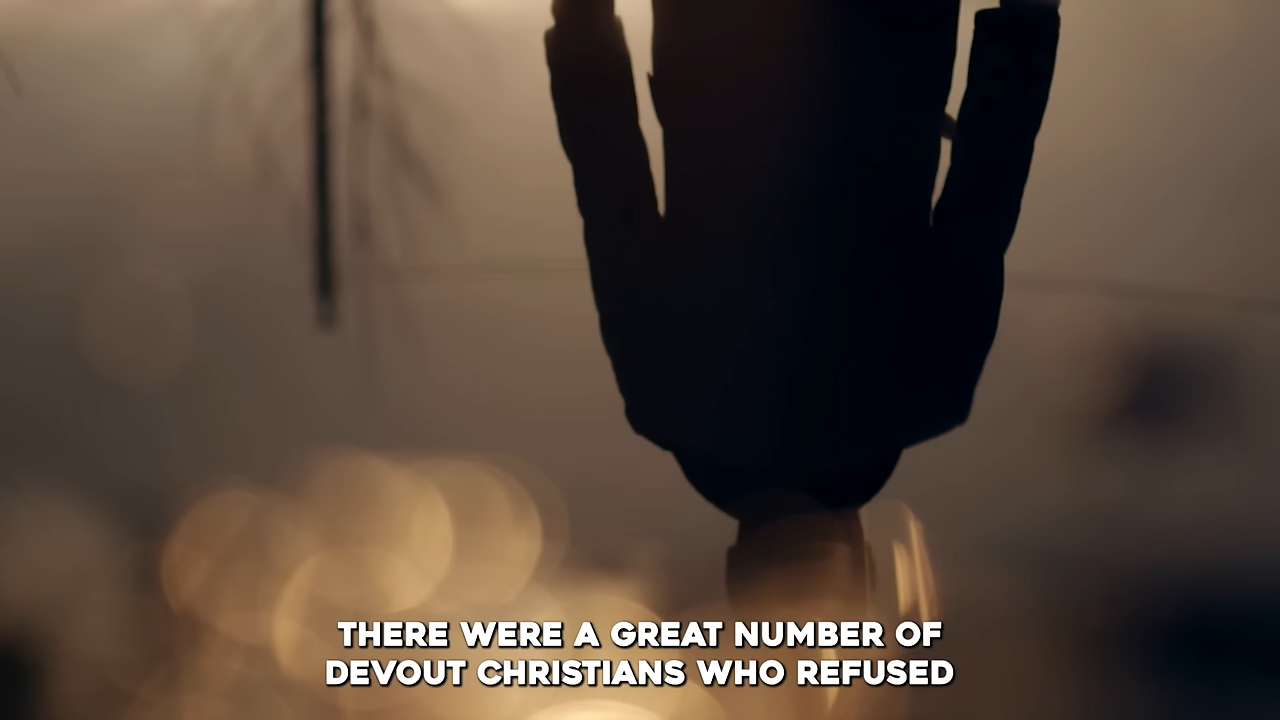 THERE WERE A GREAT NUMBER OF
DEVOUT CHRISTIANS WHO REFUSED